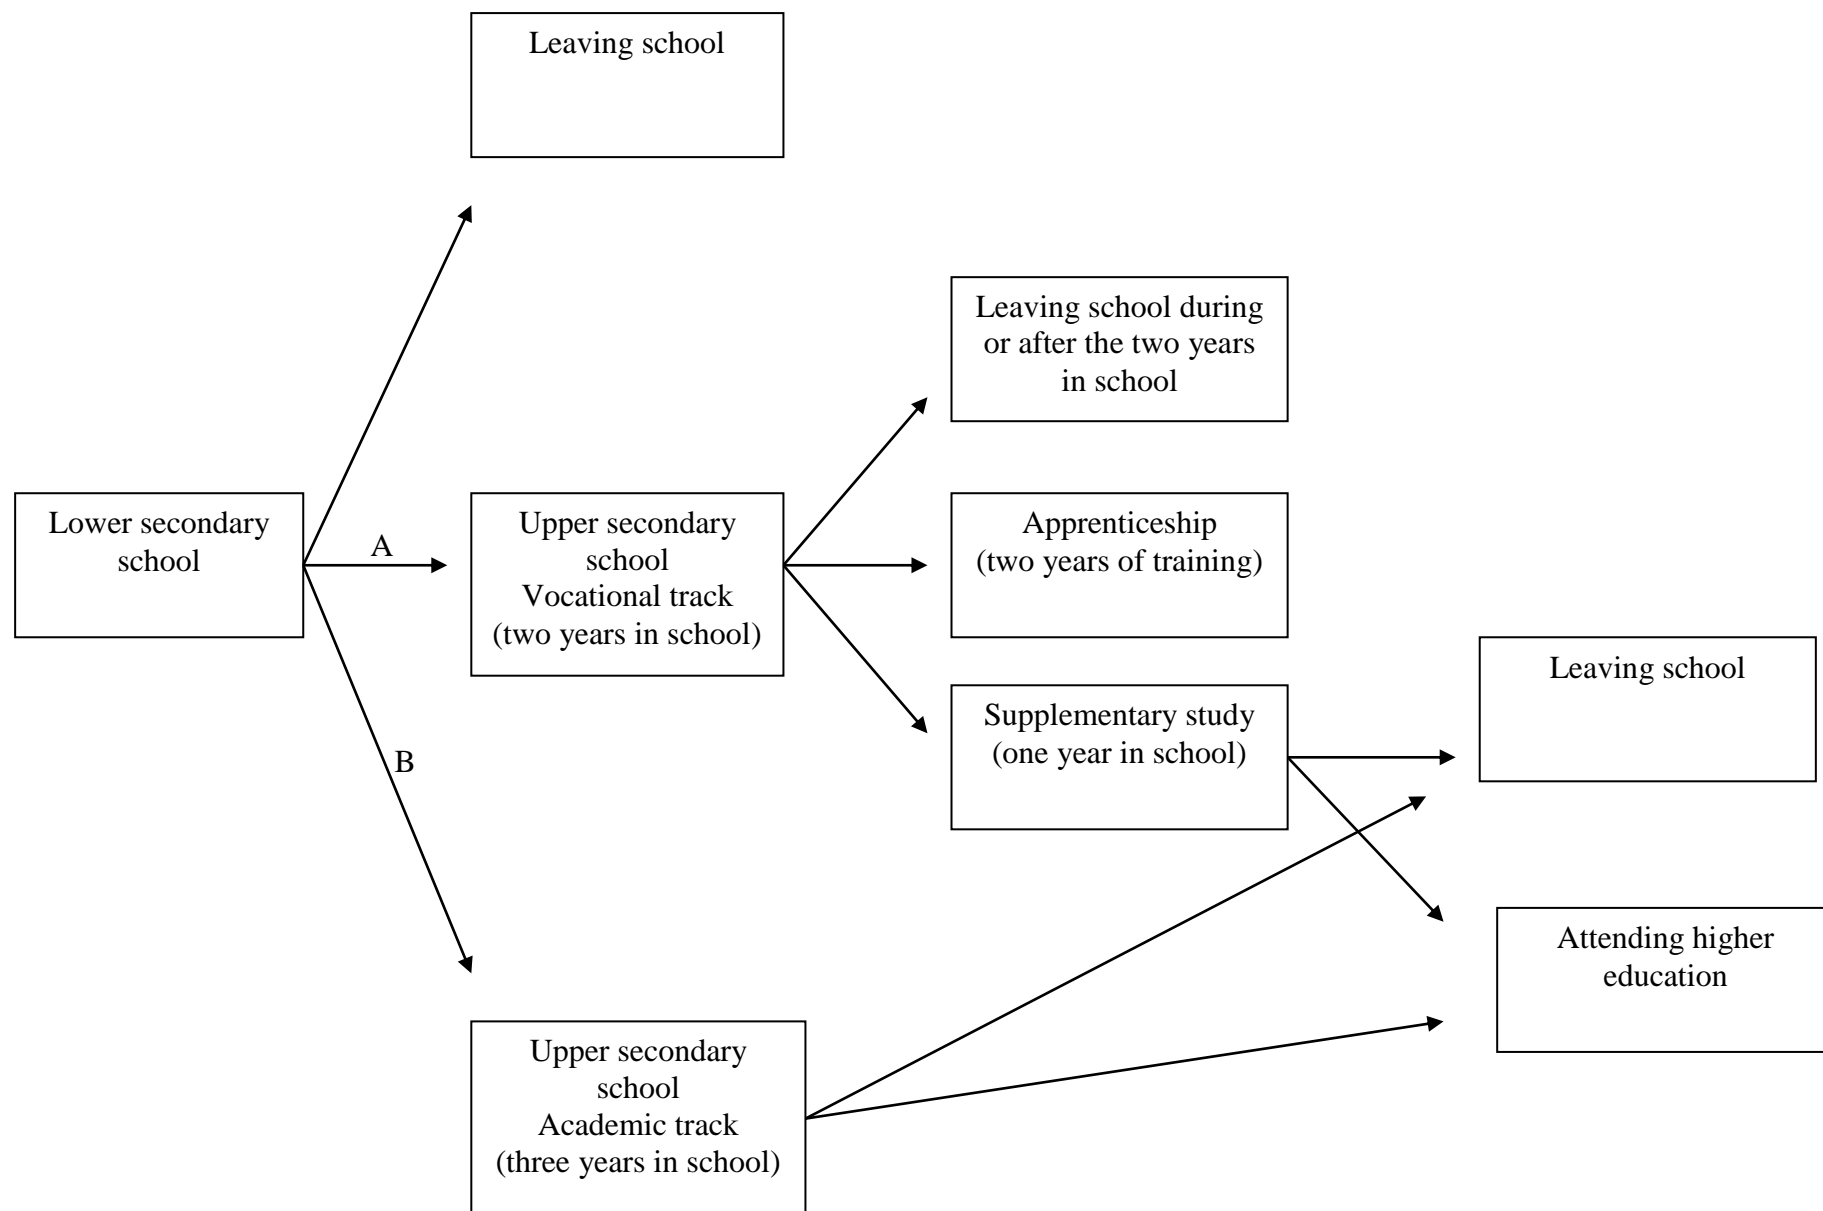 Leaving school
Leaving school during
or after the two years
in school
Lower secondary
school
A
Upper secondary
school
Vocational track
(two years in school)
Apprenticeship
(two years of training)
Leaving school
Supplementary study
(one year in school)
B
Attending higher
education
Upper secondary
school
Academic track
(three years in school)